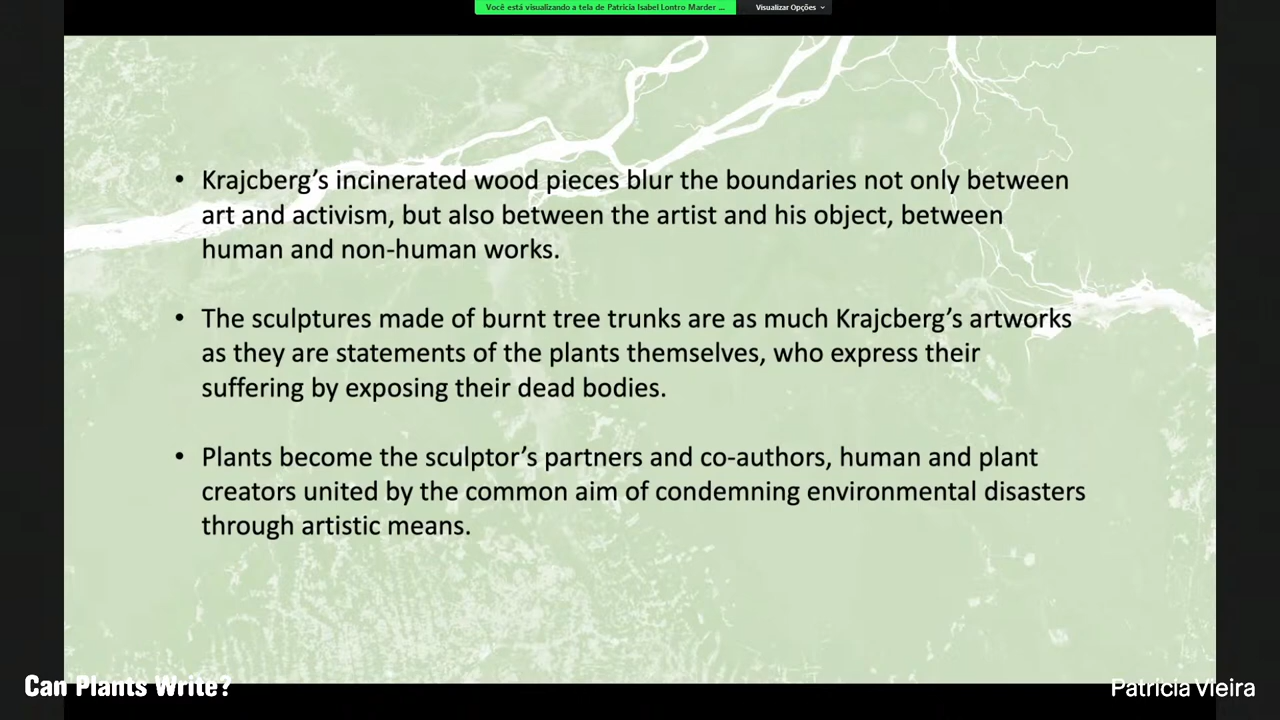 Você está visualizando a tela de Patricia Isabel Lontro Marder ...
Visualizar Opções
• Krajcberg’s incinerated wood pieces blur the boundaries not only between
art and activism, but also between the artist and his object, between
human and non-human works.
• The sculptures made of burnt tree trunks are as much Krajcberg’s artworks
as they are statements of the plants themselves, who express their
suffering by exposing their dead bodies.
• Plants become the sculptor’s partners and co-authors, human and plant
creators united by the common aim of condemning environmental disasters
through artistic means.
Can Plants Write?
Patrícia Vieira